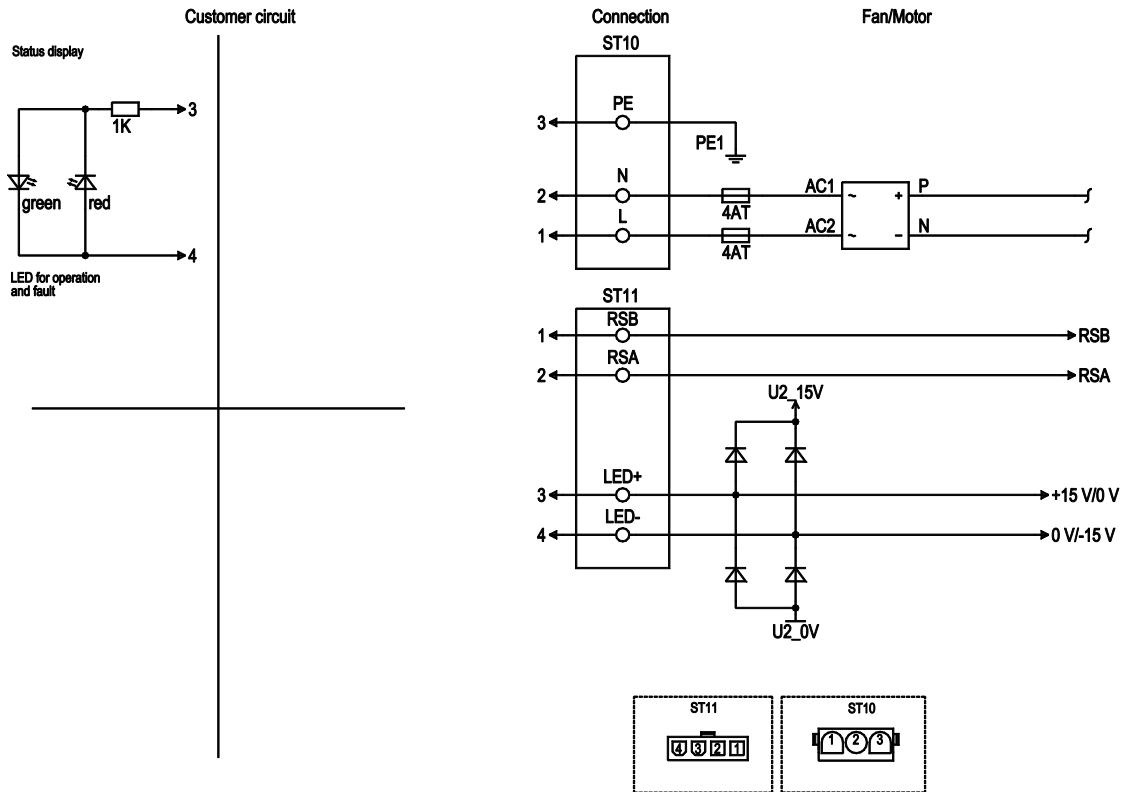 Customer circuit
Connection
Fan/Motor
Status display
3
1K
green
red
4
LED for operation
and fault
ST10
PE
3
PE1
N
2
4AT
AC1
~
+
P
L
1
4AT
AC2
~
–
N
ST11
RSB
1
RSB
RSA
2
RSA
U2_15V
LED+
3
+15 V/0 V
LED-
4
0 V/-15 V
U2_0V
ST11
4 3 2 1
ST10
1 2 3